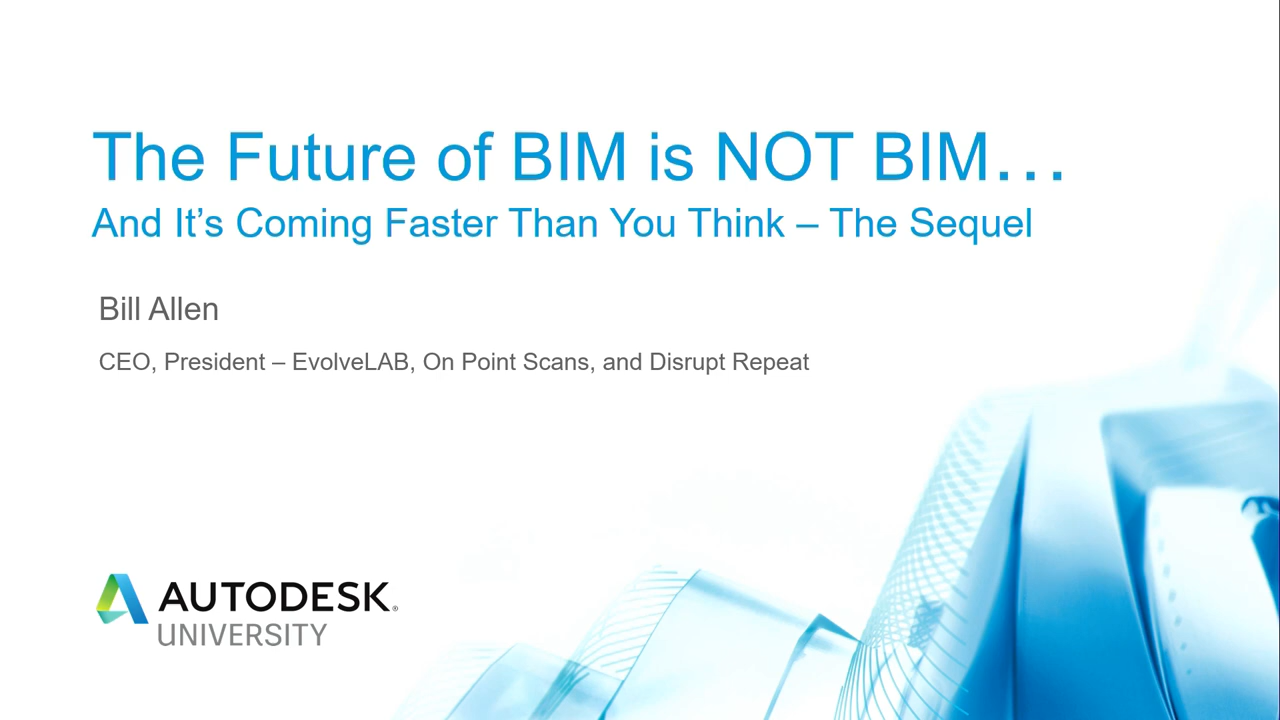 The Future of BIM is NOT BIM…
And It’s Coming Faster Than You Think – The Sequel
Bill Allen
CEO, President – EvolveLAB, On Point Scans, and Disrupt Repeat
AUTODESK®
UNIVERSITY